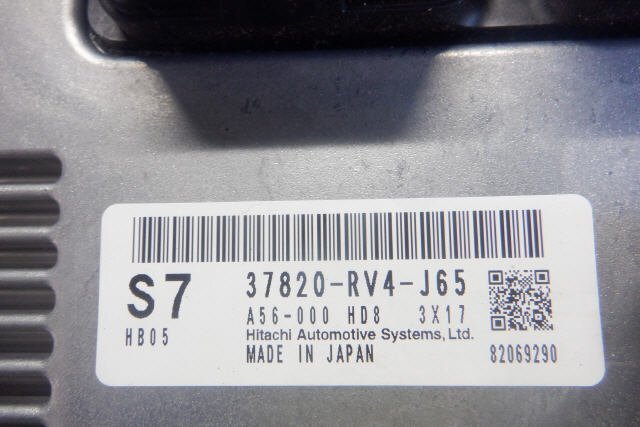 S7 37820-RV4-J65
A56-000 HD8 3X17
HB05 Hitachi Automotive Systems, Ltd.
MADE IN JAPAN 82069290